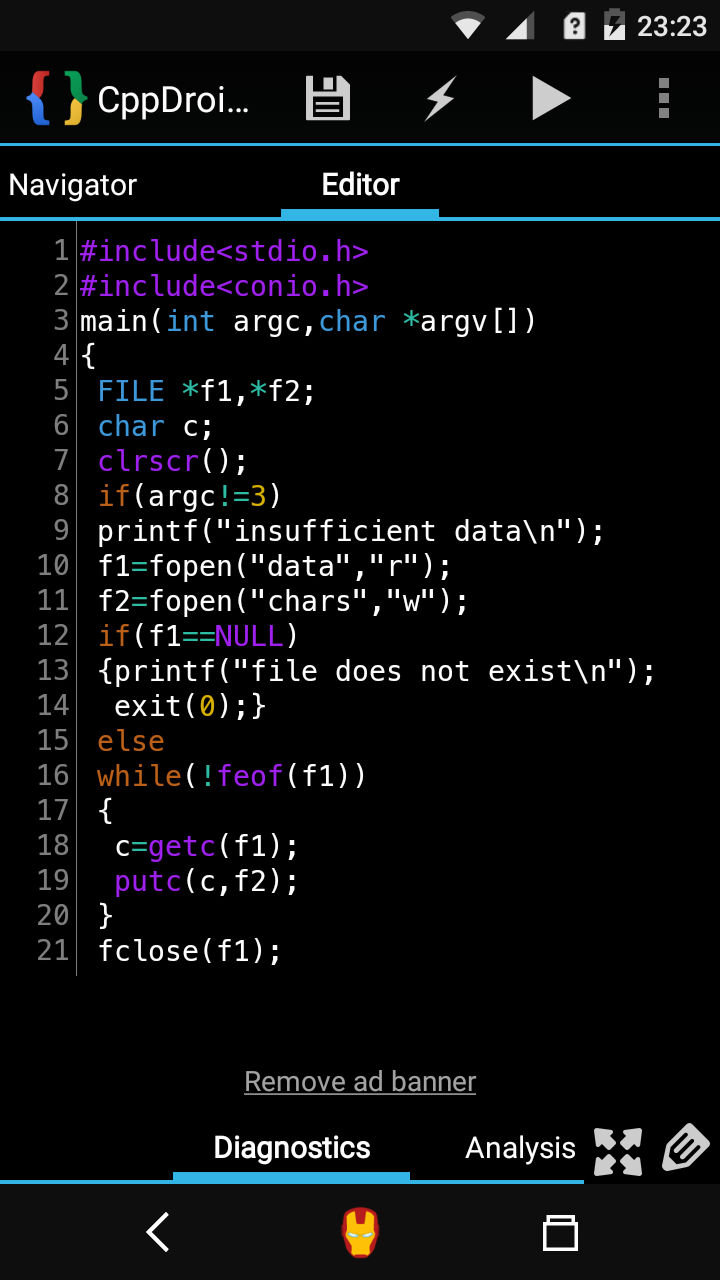 23:23
CppDroi...
Navigator Editor
1 #include<stdio.h>
2 #include<conio.h>
3 main(int argc,char *argv[])
4 {
5 FILE *f1,*f2;
6 char c;
7 clrscr();
8 if(argc!=3)
9 printf("insufficient data\n");
10 f1=fopen("data","r");
11 f2=fopen("chars","w");
12 if(f1==NULL)
13 {printf("file does not exist\n");
14 exit(0);}
15 else
16 while(!feof(f1))
17 {
18 c=getc(f1);
19 putc(c,f2);
20 }
21 fclose(f1);
Remove ad banner
Diagnostics Analysis